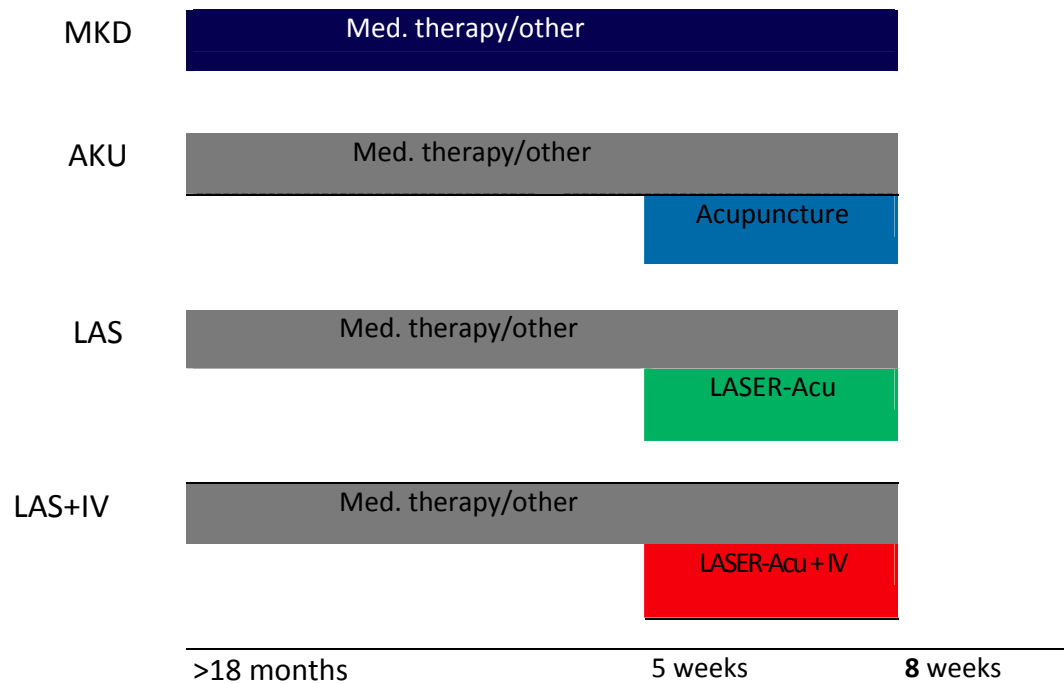 MKD Med. therapy/other
AKU Med. therapy/other
Acupuncture
LAS Med. therapy/other
LASER-Acu
LAS+IV Med. therapy/other
LASER-Acu + IV
>18 months 5 weeks 8 weeks